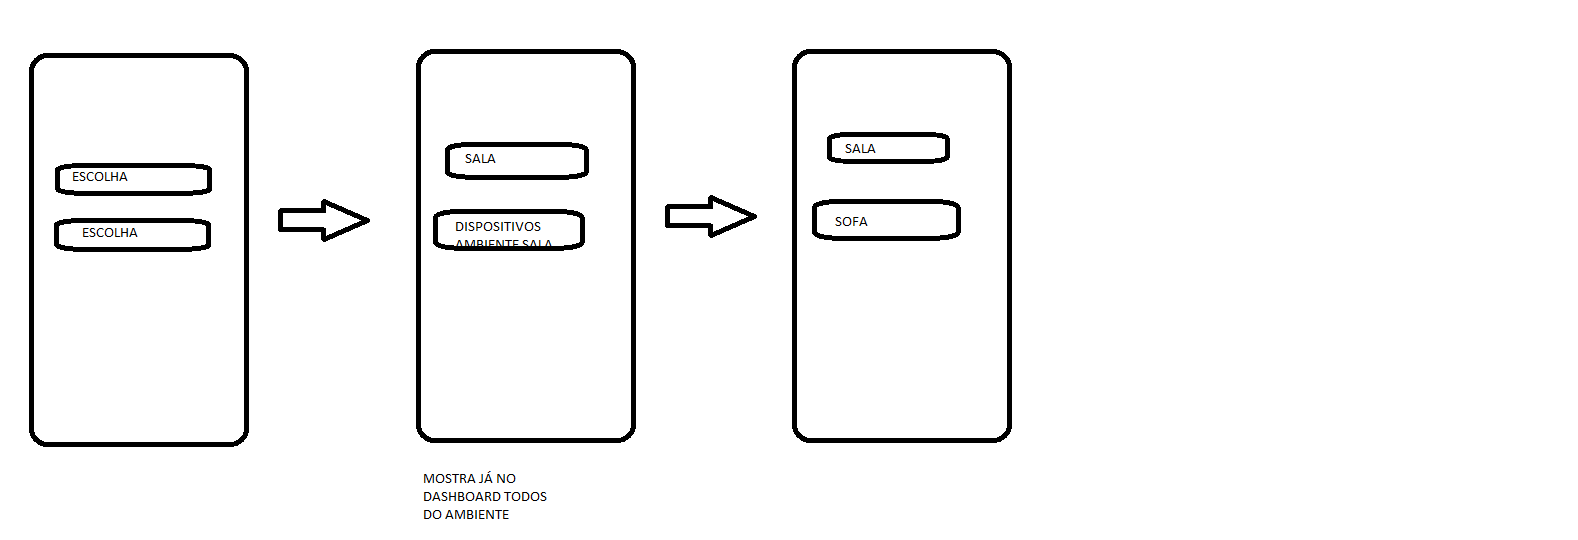 ESCOLHA
ESCOLHA
SALA
DISPOSITIVOS
AMBIENTE SALA
MOSTRA JÁ NO
DASHBOARD TODOS
DO AMBIENTE
SALA
SOFA